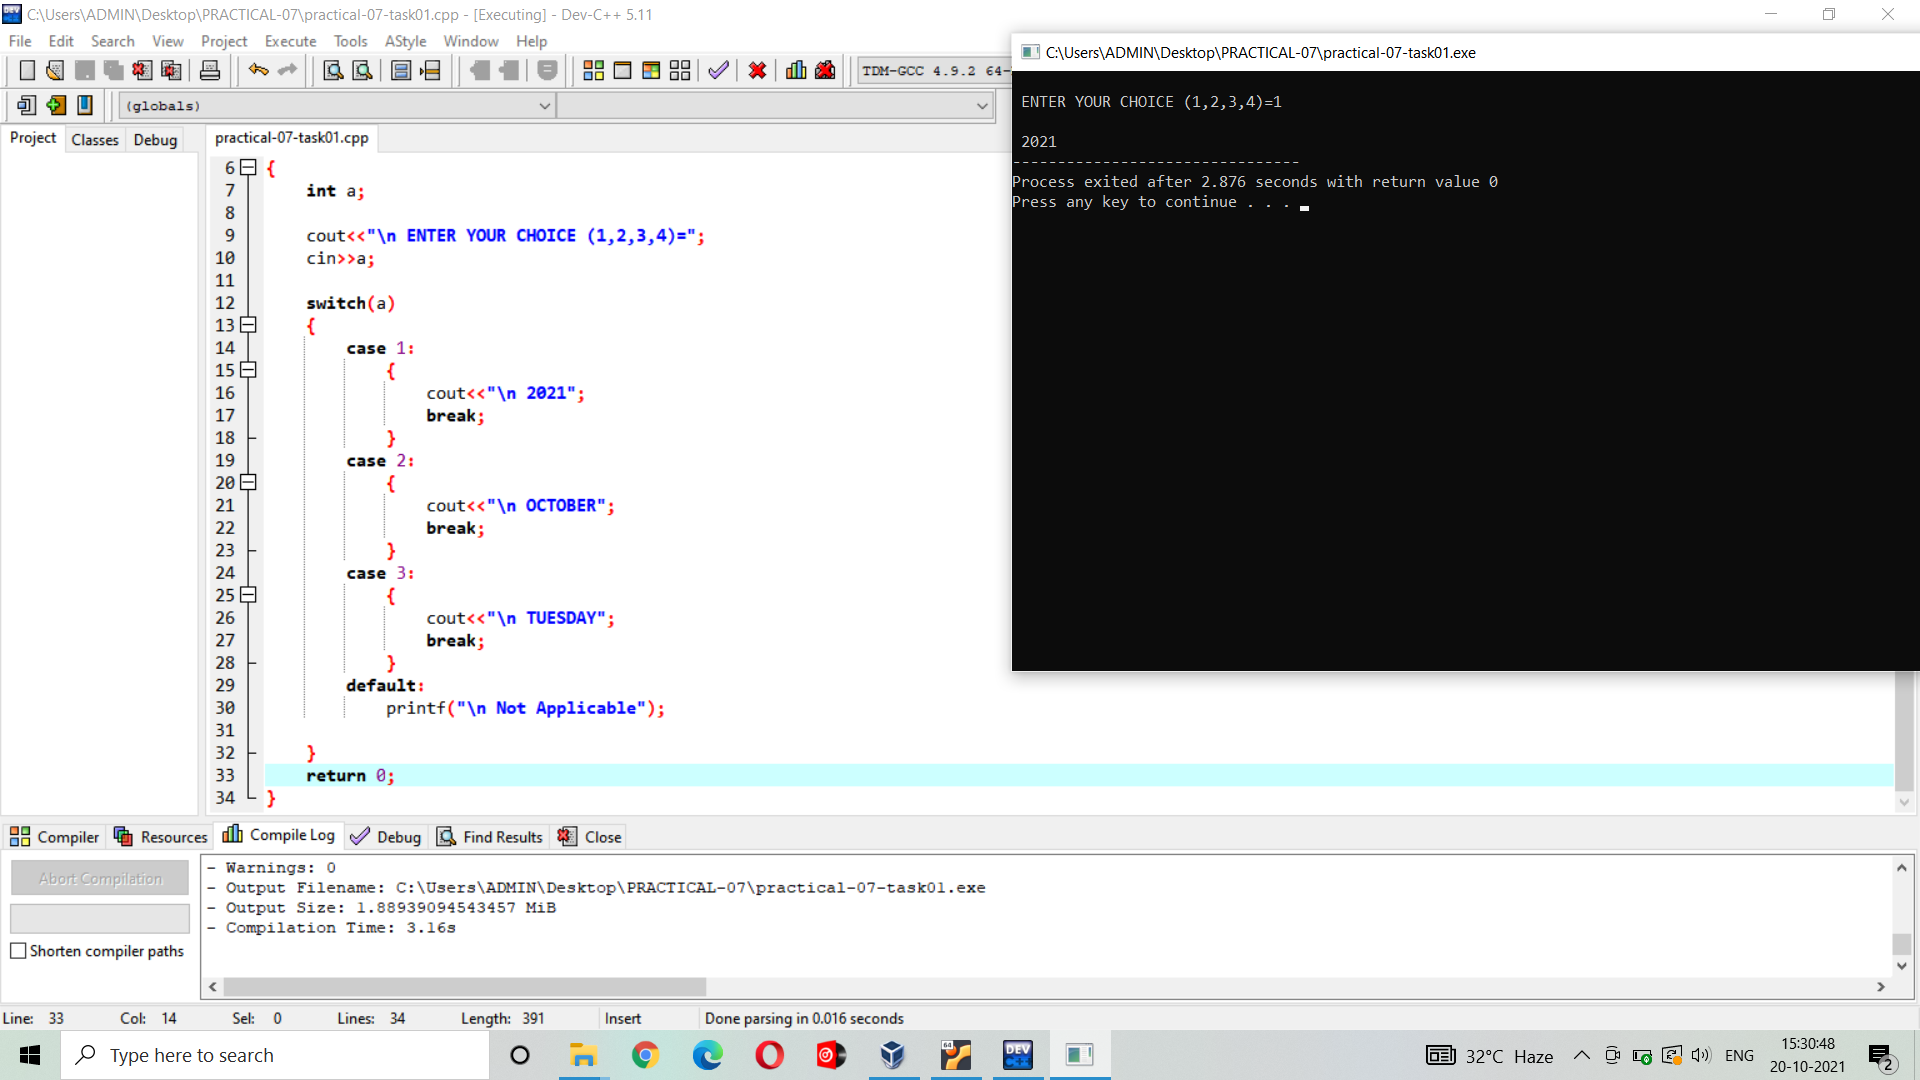 C:\Users\ADMIN\Desktop\PRACTICAL-07\practical-07-task01.cpp - [Executing] - Dev-C++ 5.11
File Edit Search View Project Execute Tools AStyle Window Help
TDM-GCC 4.9.2 64-
(globals)
Project Classes Debug
practical-07-task01.cpp
6 {
7 int a;
8
9 cout<<"\n ENTER YOUR CHOICE (1,2,3,4)=";
10 cin>>a;
11
12 switch(a)
13 {
14 case 1:
15 {
16 cout<<"\n 2021";
17 break;
18 }
19 case 2:
20 {
21 cout<<"\n OCTOBER";
22 break;
23 }
24 case 3:
25 {
26 cout<<"\n TUESDAY";
27 break;
28 }
29 default:
30 printf("\n Not Applicable");
31
32 }
33 return 0;
34 }
C:\Users\ADMIN\Desktop\PRACTICAL-07\practical-07-task01.exe
ENTER YOUR CHOICE (1,2,3,4)=1
2021
--------------------------------
Process exited after 2.876 seconds with return value 0
Press any key to continue . . .
Compiler Resources Compile Log Debug Find Results Close
Abort Compilation
Shorten compiler paths
- Warnings: 0
- Output Filename: C:\Users\ADMIN\Desktop\PRACTICAL-07\practical-07-task01.exe
- Output Size: 1.88939094543457 MiB
- Compilation Time: 3.16s
Line: 33 Col: 14 Sel: 0 Lines: 34 Length: 391 Insert Done parsing in 0.016 seconds
Type here to search
64
DEV
C++
32°C Haze
ENG
15:30:48
20-10-2021
2